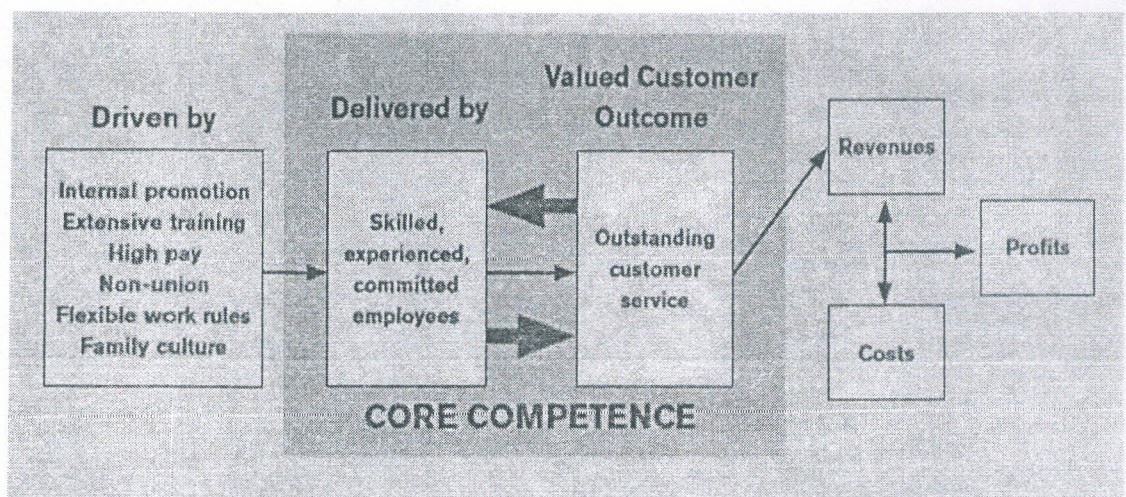 Driven by
Internal promotion
Extensive training
High pay
Non-union
Flexible work rules
Family culture
Delivered by
Skilled,
experienced,
committed
employees
Valued Customer
Outcome
Outstanding
customer
service
CORE COMPETENCE
Revenues
Profits
Costs